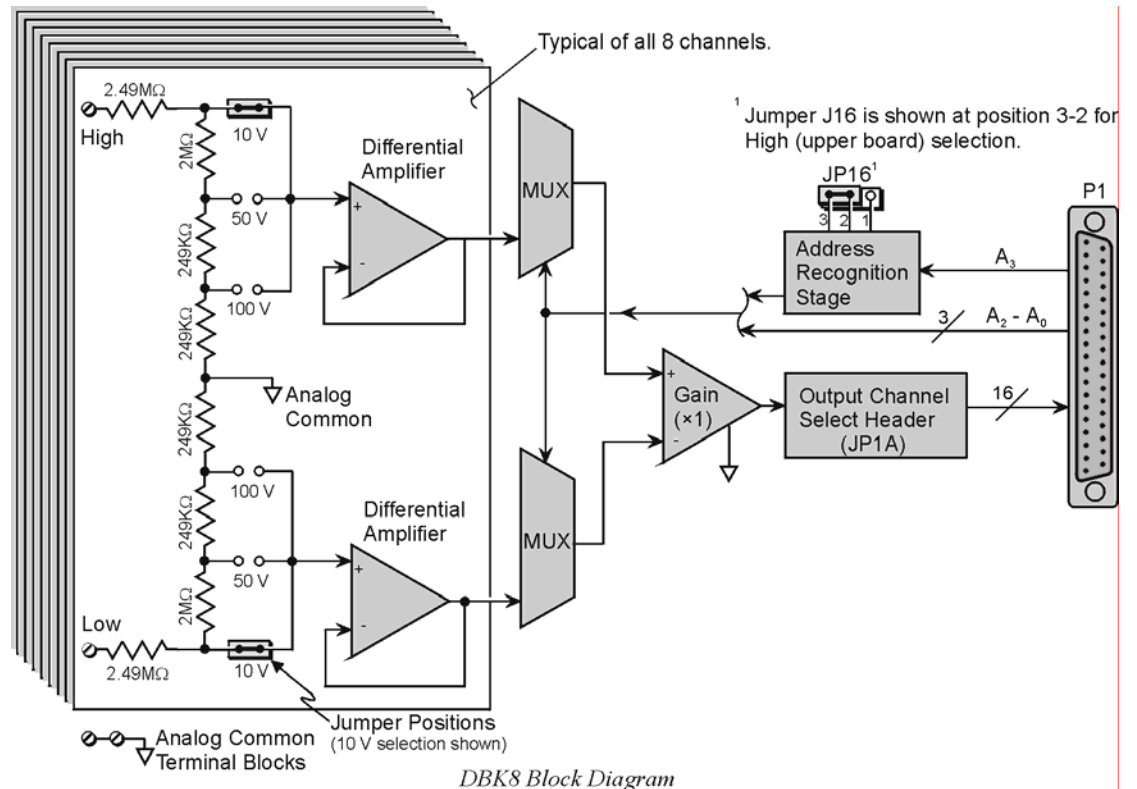 Typical of all 8 channels.
2.49MΩ
High
10 V
2MΩ
50 V
249KΩ
100 V
249KΩ
Differential
Amplifier
+
-
Analog
Common
249KΩ
100 V
249KΩ
50 V
2MΩ
Low
2.49MΩ
10 V
Differential
Amplifier
+
-
Jumper Positions
(10 V selection shown)
Analog Common
Terminal Blocks
MUX
MUX
1 Jumper J16 is shown at position 3-2 for
High (upper board) selection.
JP16¹
3 2 1
Address
Recognition
Stage
P1
A₃
3
A₂ - A₀
+
Gain
(×1)
-
Output Channel
Select Header
(JP1A)
16
DBK8 Block Diagram